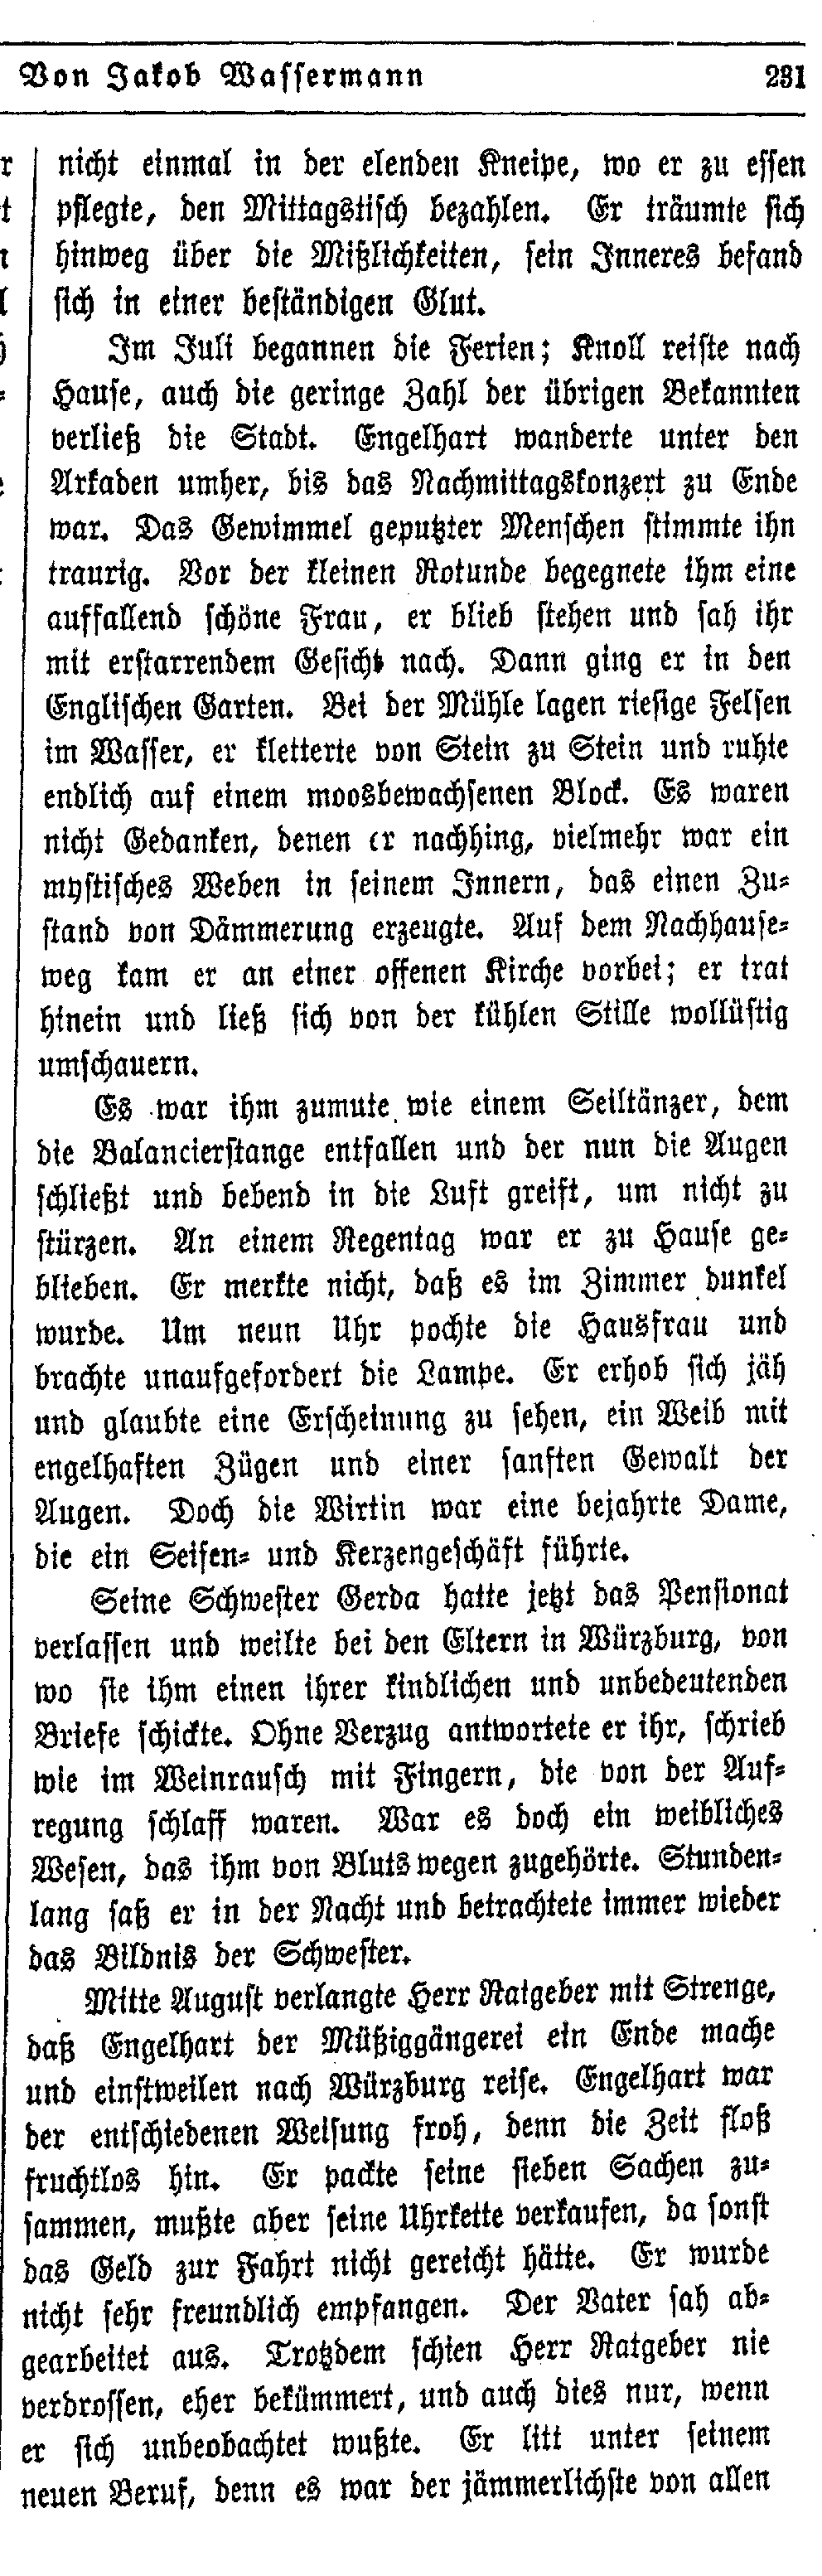 Von Jakob Wassermann 231
nicht einmal in der elenden Kneipe, wo er zu essen
pflegte, den Mittagstisch bezahlen. Er träumte sich
hinweg über die Mißlichkeiten, sein Inneres befand
sich in einer beständigen Glut.
Im Juli begannen die Ferien; Knoll reiste nach
Hause, auch die geringe Zahl der übrigen Bekannten
verließ die Stadt. Engelhart wanderte unter den
Arkaden umher, bis das Nachmittagskonzert zu Ende
war. Das Gewimmel geputzter Menschen stimmte ihn
traurig. Vor der kleinen Rotunde begegnete ihm eine
auffallend schöne Frau, er blieb stehen und sah ihr
mit erstarrendem Gesicht nach. Dann ging er in den
Englischen Garten. Bei der Mühle lagen riesige Felsen
im Wasser, er kletterte von Stein zu Stein und ruhte
endlich auf einem moosbewachsenen Block. Es waren
nicht Gedanken, denen er nachhing, vielmehr war ein
mystisches Weben in seinem Innern, das einen Zu-
stand von Dämmerung erzeugte. Auf dem Nachhause-
weg kam er an einer offenen Kirche vorbei; er trat
hinein und ließ sich von der kühlen Stille wollüstig
umschauern.
Es war ihm zumute wie einem Seiltänzer, dem
die Balancierstange entfallen und der nun die Augen
schließt und bebend in die Luft greift, um nicht zu
stürzen. An einem Regentag war er zu Hause ge-
blieben. Er merkte nicht, daß es im Zimmer dunkel
wurde. Um neun Uhr pochte die Hausfrau und
brachte unaufgefordert die Lampe. Er erhob sich jäh
und glaubte eine Erscheinung zu sehen, ein Weib mit
engelhaften Zügen und einer sanften Gewalt der
Augen. Doch die Wirtin war eine bejahrte Dame,
die ein Seifen- und Kerzengeschäft führte.
Seine Schwester Gerda hatte jetzt das Pensionat
verlassen und weilte bei den Eltern in Würzburg, von
wo sie ihm einen ihrer kindlichen und unbedeutenden
Briefe schickte. Ohne Verzug antwortete er ihr, schrieb
wie im Weinrausch mit Fingern, die von der Auf-
regung schlaff waren. War es doch ein weibliches
Wesen, das ihm von Bluts wegen zugehörte. Stunden-
lang saß er in der Nacht und betrachtete immer wieder
das Bildnis der Schwester.
Mitte August verlangte Herr Ratgeber mit Strenge,
daß Engelhart der Müßiggängerei ein Ende mache
und einstweilen nach Würzburg reise. Engelhart war
der entschiedenen Weisung froh, denn die Zeit floß
fruchtlos hin. Er packte seine sieben Sachen zu-
sammen, mußte aber seine Uhrkette verkaufen, da sonst
das Geld zur Fahrt nicht gereicht hätte. Er wurde
nicht sehr freundlich empfangen. Der Vater sah ab-
gearbeitet aus. Trotzdem schien Herr Ratgeber nie
verdrossen, eher bekümmert, und auch dies nur, wenn
er sich unbeobachtet wußte. Er litt unter seinem
neuen Beruf, denn es war der jämmerlichste von allen